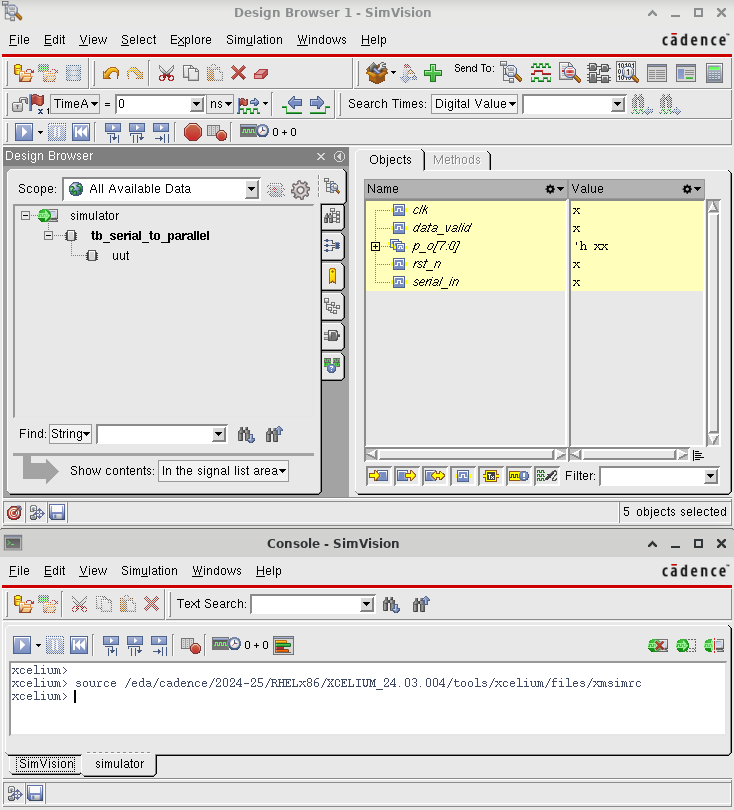 Design Browser 1 - SimVision
File Edit View Select Explore Simulation Windows Help
cādence
Send To:
TimeA = 0 ns
Search Times: Digital Value
0 + 0
Design Browser
Scope: All Available Data
simulator
tb_serial_to_parallel
uut
Find: String
Show contents: In the signal list area
Objects Methods
Name Value
clk x
data_valid x
p_o[7:0] 'h xx
rst_n x
serial_in x
Filter:
5 objects selected
Console - SimVision
File Edit View Simulation Windows Help
cādence
Text Search:
0 + 0
xcelium>
xcelium> source /eda/cadence/2024-25/RHELx86/XCELIUM_24.03.004/tools/xcelium/files/xmsimrc
xcelium>
SimVision simulator